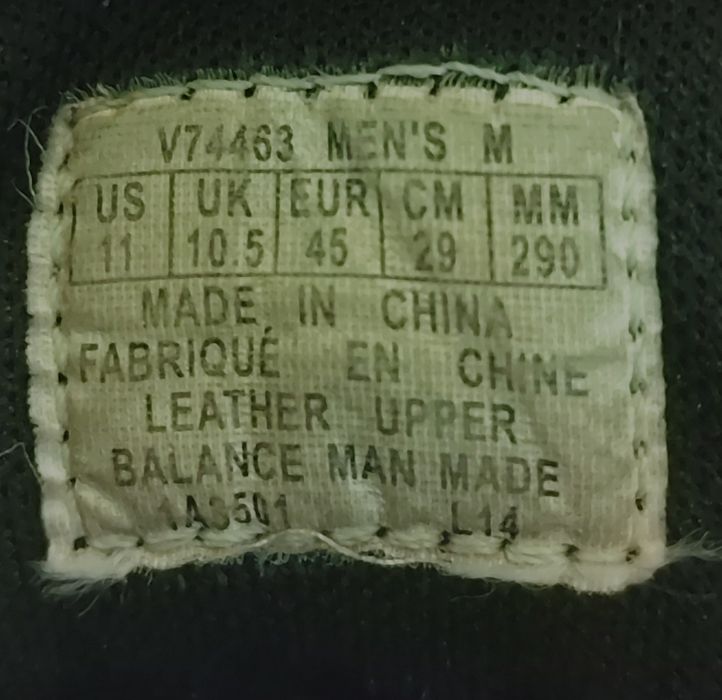 V74463 MEN'S M
US UK EUR CM MM
11 10.5 45 29 290
MADE IN CHINA
FABRIQUÉ EN CHINE
LEATHER UPPER
BALANCE MAN MADE
1A3501 L14